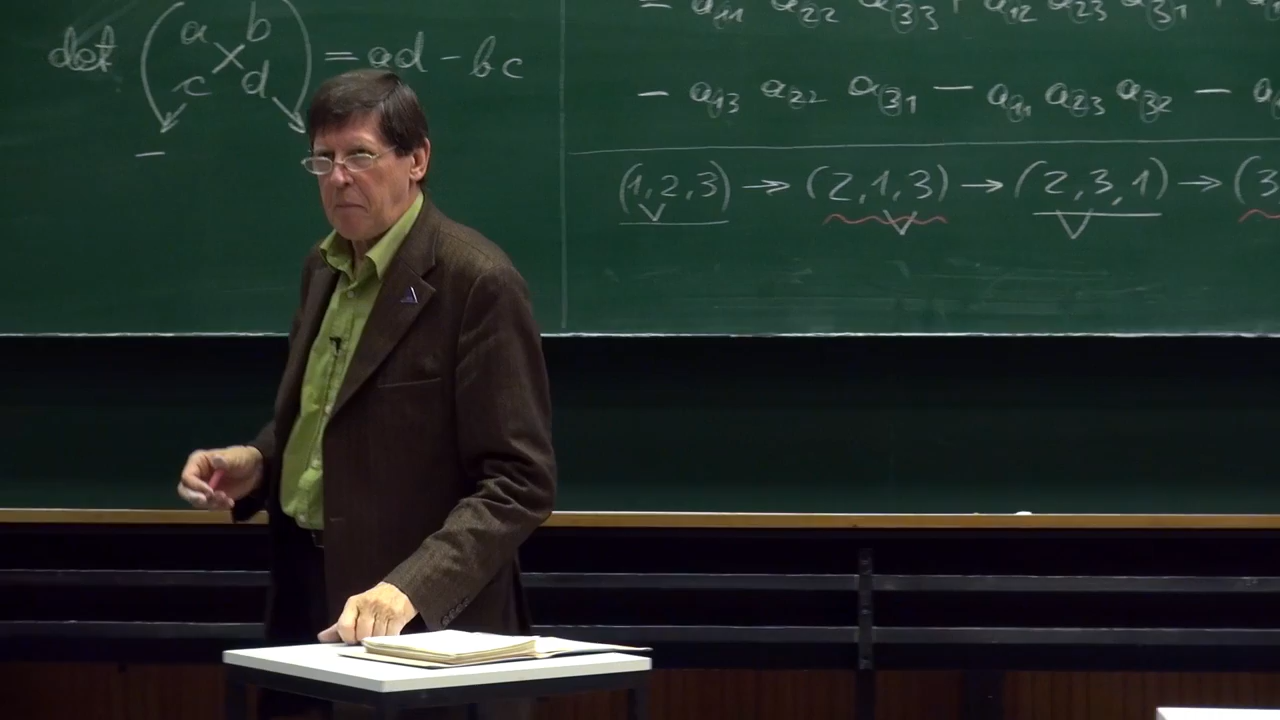 det ( a b
c d ) = ad - bc
-
= a₁₁ a₂₂ a₃₃ + a₁₂ a₂₃ a₃₁ +
- a₁₃ a₂₂ a₃₁ - a₁₁ a₂₃ a₃₂ -
(1,2,3) → (2,1,3) → (2,3,1) → (3